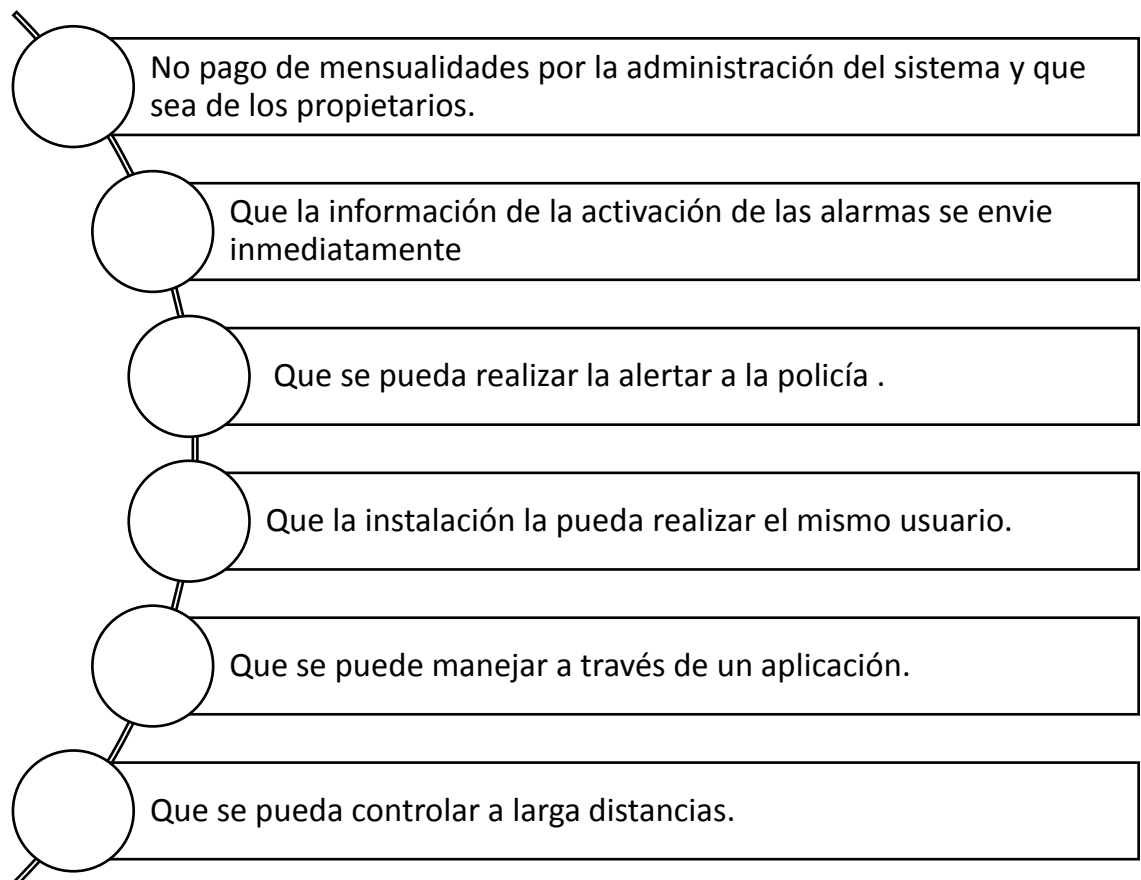 No pago de mensualidades por la administración del sistema y que
sea de los propietarios.
Que la información de la activación de las alarmas se envie
inmediatamente
Que se pueda realizar la alertar a la policía .
Que la instalación la pueda realizar el mismo usuario.
Que se puede manejar a través de un aplicación.
Que se pueda controlar a larga distancias.